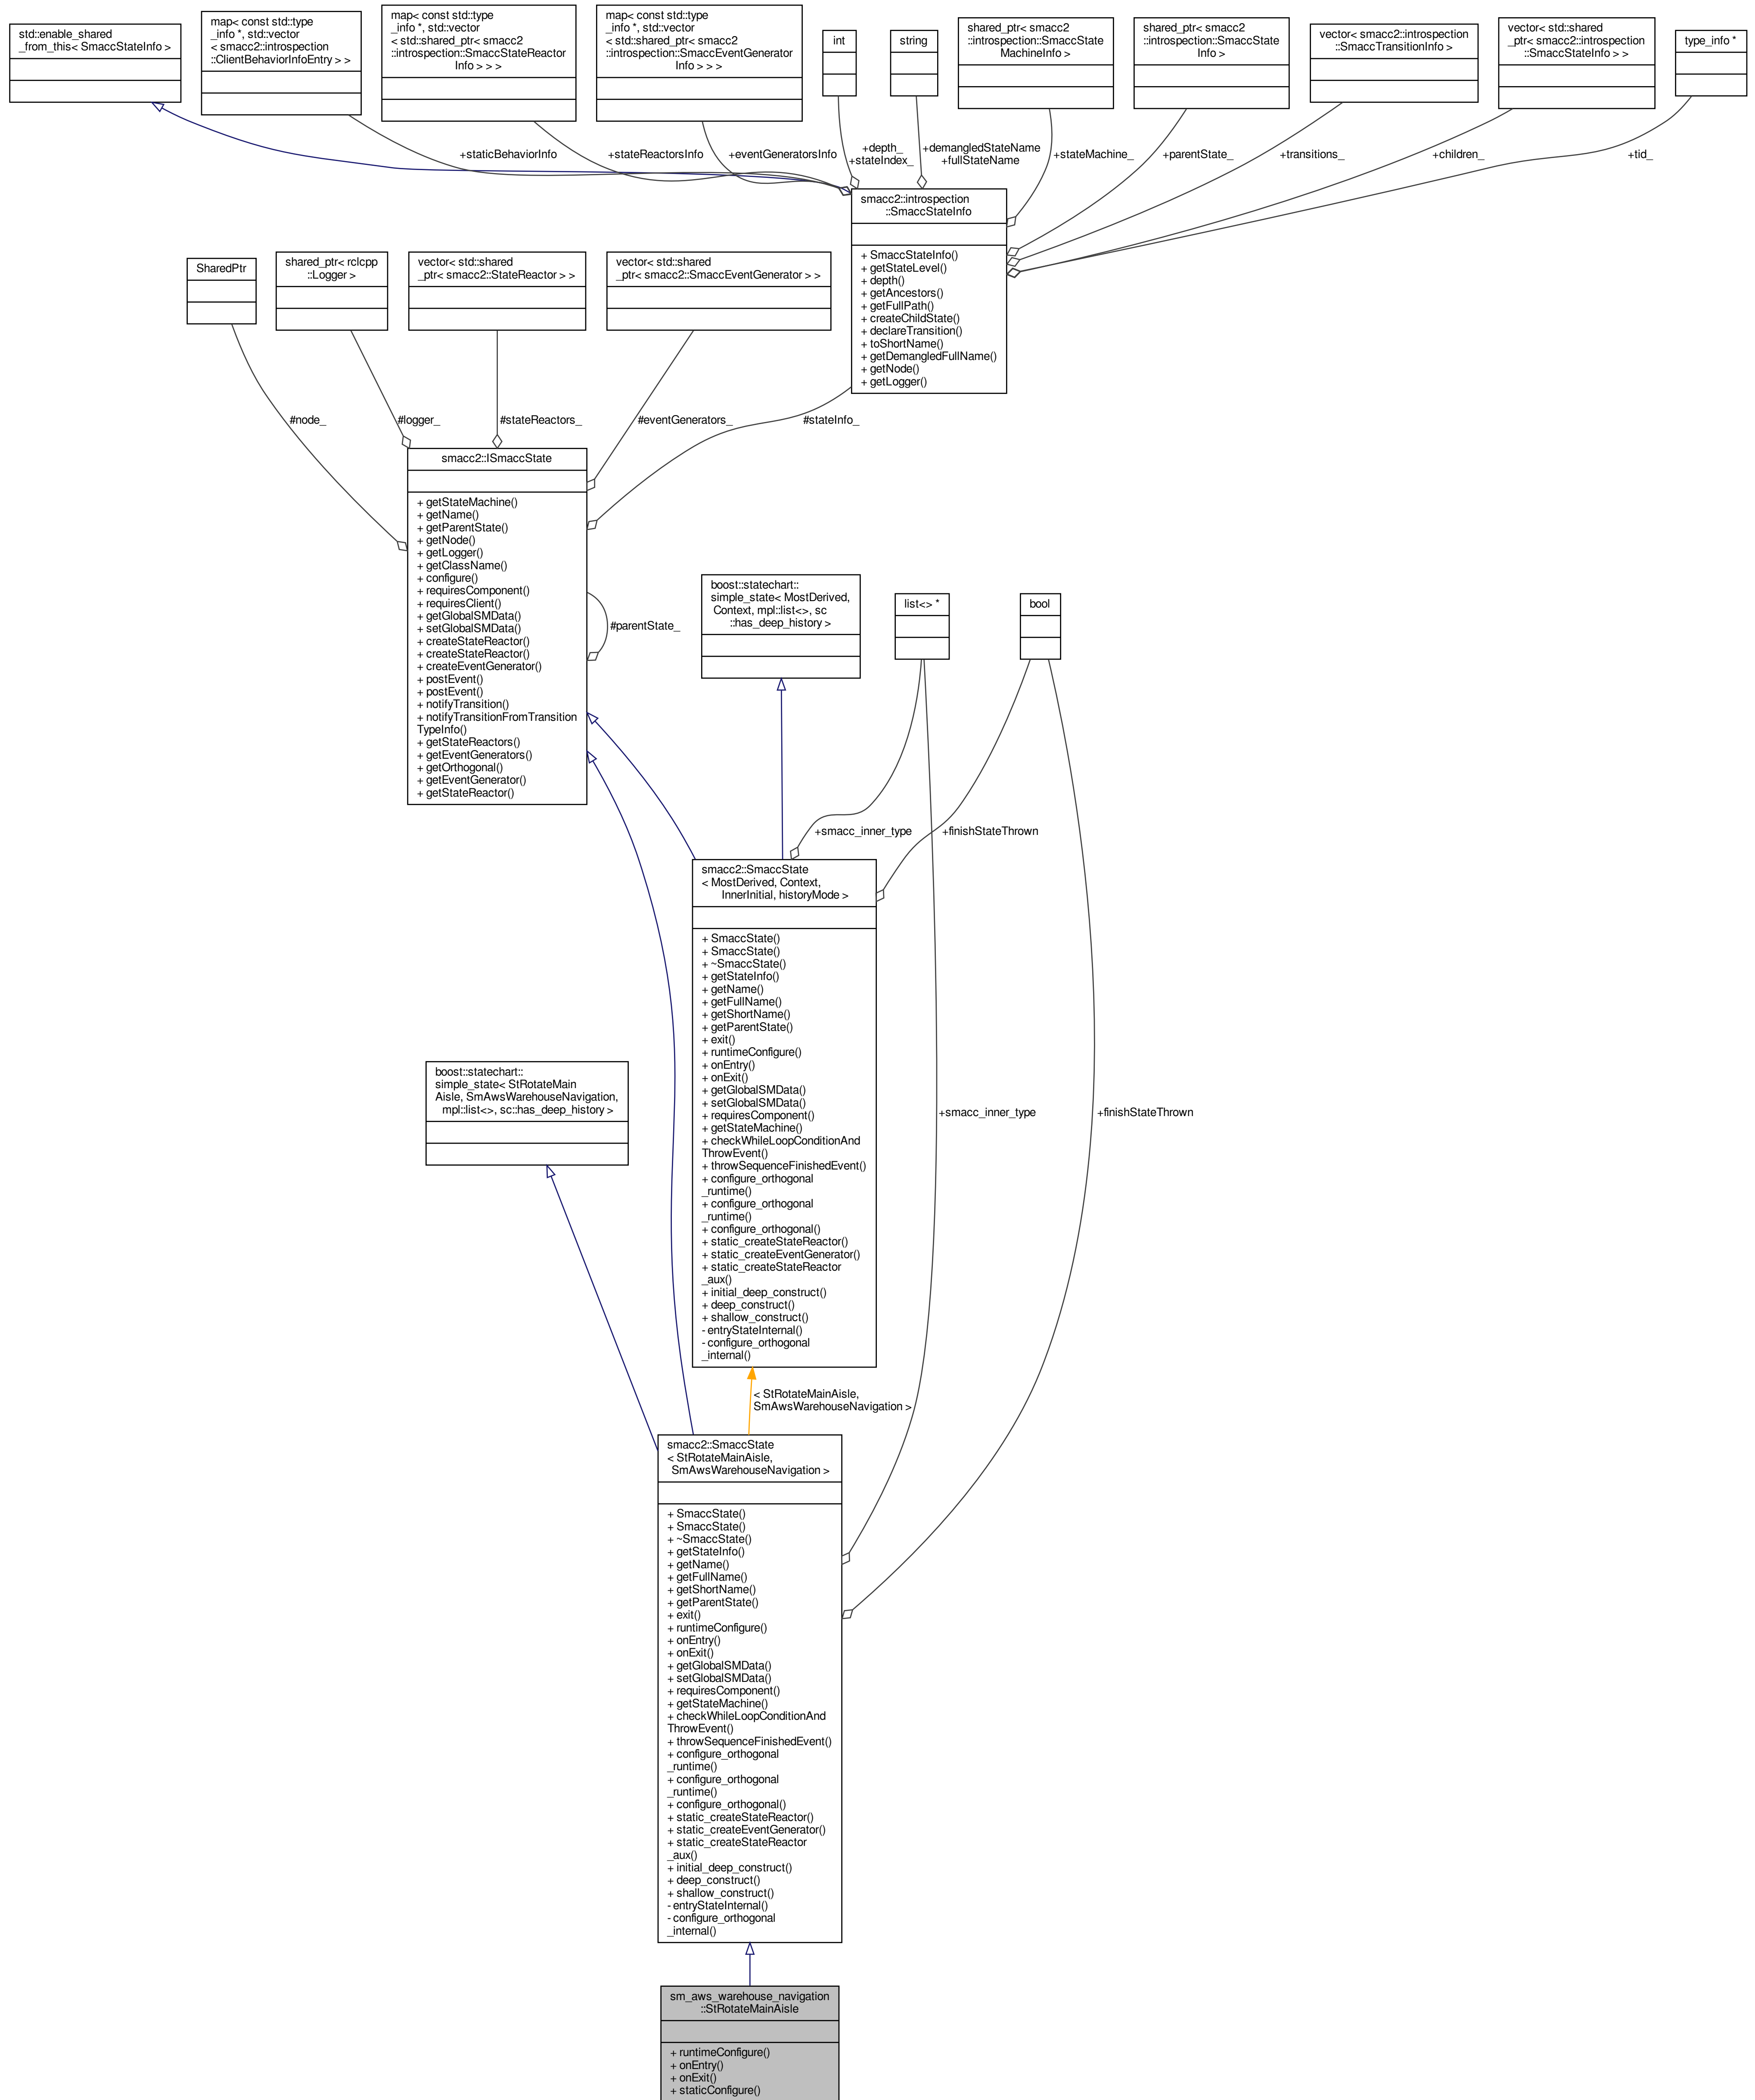 std::enable_shared
_from_this< SmaccStateInfo >
map< const std::type
_info *, std::vector
< smacc2::introspection
::ClientBehaviorInfoEntry > >
map< const std::type
_info *, std::vector
< std::shared_ptr< smacc2
::introspection::SmaccStateReactor
Info > > >
map< const std::type
_info *, std::vector
< std::shared_ptr< smacc2
::introspection::SmaccEventGenerator
Info > > >
int
string
shared_ptr< smacc2
::introspection::SmaccState
MachineInfo >
shared_ptr< smacc2
::introspection::SmaccState
Info >
vector< smacc2::introspection
::SmaccTransitionInfo >
vector< std::shared
_ptr< smacc2::introspection
::SmaccStateInfo > >
type_info *
+staticBehaviorInfo
+stateReactorsInfo
+eventGeneratorsInfo
+depth_
+stateIndex_
+demangledStateName
+fullStateName
+stateMachine_
+parentState_
+transitions_
+children_
+tid_
smacc2::introspection
::SmaccStateInfo
+ SmaccStateInfo()
+ getStateLevel()
+ depth()
+ getAncestors()
+ getFullPath()
+ createChildState()
+ declareTransition()
+ toShortName()
+ getDemangledFullName()
+ getNode()
+ getLogger()
SharedPtr
shared_ptr< rclcpp
::Logger >
vector< std::shared
_ptr< smacc2::StateReactor > >
vector< std::shared
_ptr< smacc2::SmaccEventGenerator > >
#node_
#logger_
#stateReactors_
#eventGenerators_
#stateInfo_
smacc2::ISmaccState
+ getStateMachine()
+ getName()
+ getParentState()
+ getNode()
+ getLogger()
+ getClassName()
+ configure()
+ requiresComponent()
+ requiresClient()
+ getGlobalSMData()
+ setGlobalSMData()
+ createStateReactor()
+ createStateReactor()
+ createEventGenerator()
+ postEvent()
+ postEvent()
+ notifyTransition()
+ notifyTransitionFromTransition
TypeInfo()
+ getStateReactors()
+ getEventGenerators()
+ getOrthogonal()
+ getEventGenerator()
+ getStateReactor()
#parentState_
boost::statechart::
simple_state< MostDerived,
Context, mpl::list<>, sc
::has_deep_history >
list<> *
bool
+smacc_inner_type
+finishStateThrown
smacc2::SmaccState
< MostDerived, Context,
InnerInitial, historyMode >
+ SmaccState()
+ SmaccState()
+ ~SmaccState()
+ getStateInfo()
+ getName()
+ getFullName()
+ getShortName()
+ getParentState()
+ exit()
+ runtimeConfigure()
+ onEntry()
+ onExit()
+ getGlobalSMData()
+ setGlobalSMData()
+ requiresComponent()
+ getStateMachine()
+ checkWhileLoopConditionAnd
ThrowEvent()
+ throwSequenceFinishedEvent()
+ configure_orthogonal
_runtime()
+ configure_orthogonal
_runtime()
+ configure_orthogonal()
+ static_createStateReactor()
+ static_createEventGenerator()
+ static_createStateReactor
_aux()
+ initial_deep_construct()
+ deep_construct()
+ shallow_construct()
- entryStateInternal()
- configure_orthogonal
_internal()
boost::statechart::
simple_state< StRotateMain
Aisle, SmAwsWarehouseNavigation,
mpl::list<>, sc::has_deep_history >
+smacc_inner_type
+finishStateThrown
< StRotateMainAisle,
SmAwsWarehouseNavigation >
smacc2::SmaccState
< StRotateMainAisle,
SmAwsWarehouseNavigation >
+ SmaccState()
+ SmaccState()
+ ~SmaccState()
+ getStateInfo()
+ getName()
+ getFullName()
+ getShortName()
+ getParentState()
+ exit()
+ runtimeConfigure()
+ onEntry()
+ onExit()
+ getGlobalSMData()
+ setGlobalSMData()
+ requiresComponent()
+ getStateMachine()
+ checkWhileLoopConditionAnd
ThrowEvent()
+ throwSequenceFinishedEvent()
+ configure_orthogonal
_runtime()
+ configure_orthogonal
_runtime()
+ configure_orthogonal()
+ static_createStateReactor()
+ static_createEventGenerator()
+ static_createStateReactor
_aux()
+ initial_deep_construct()
+ deep_construct()
+ shallow_construct()
- entryStateInternal()
- configure_orthogonal
_internal()
sm_aws_warehouse_navigation
::StRotateMainAisle
+ runtimeConfigure()
+ onEntry()
+ onExit()
+ staticConfigure()